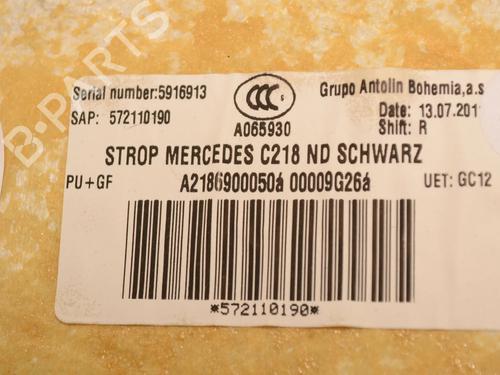 Serial number:5916913
Grupo Antolin Bohemia,a.s
SAP: 572110190
A065930
Date: 13.07.201
Shift: R
STROP MERCEDES C218 ND SCHWARZ
PU+GF
A2186900050á 00009G26á
UET: GC12
*572110190*
B-PARTS